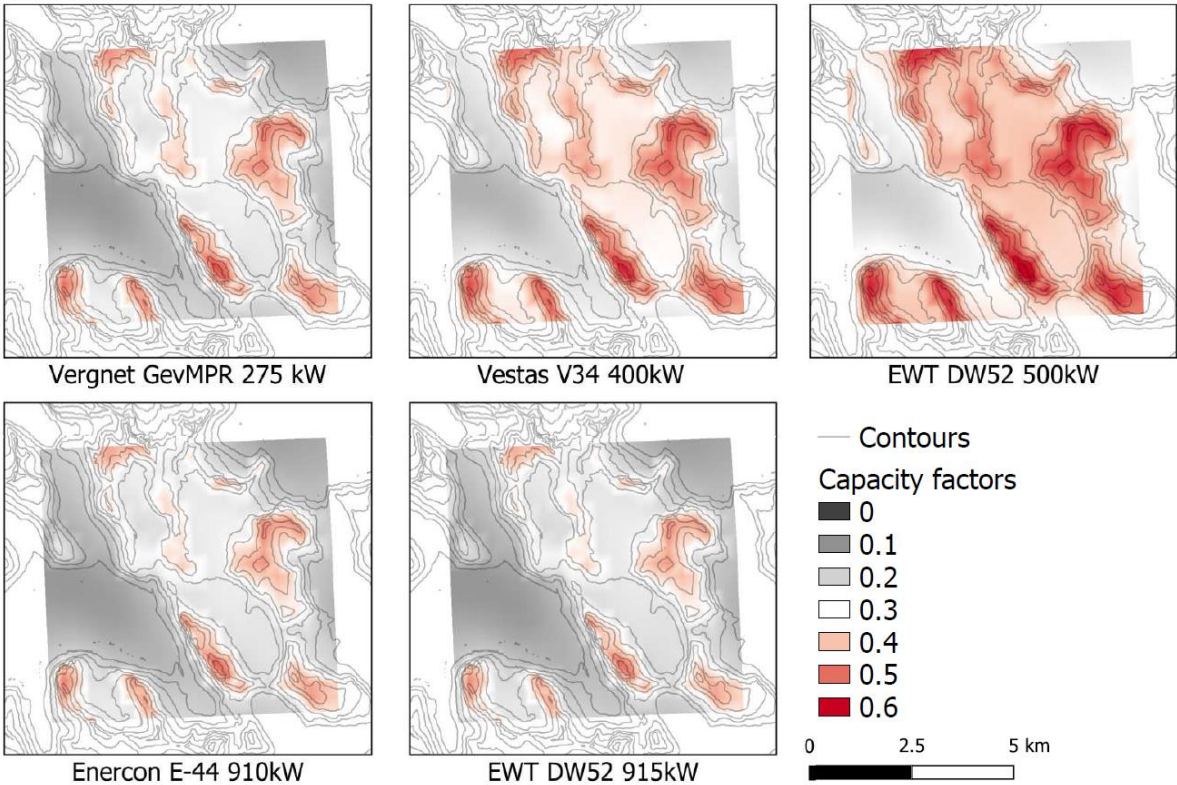 Vergnet GevMPR 275 kW
Vestas V34 400kW
EWT DW52 500kW
Enercon E-44 910kW
EWT DW52 915kW
Contours
Capacity factors
0
0.1
0.2
0.3
0.4
0.5
0.6
0 2.5 5 km